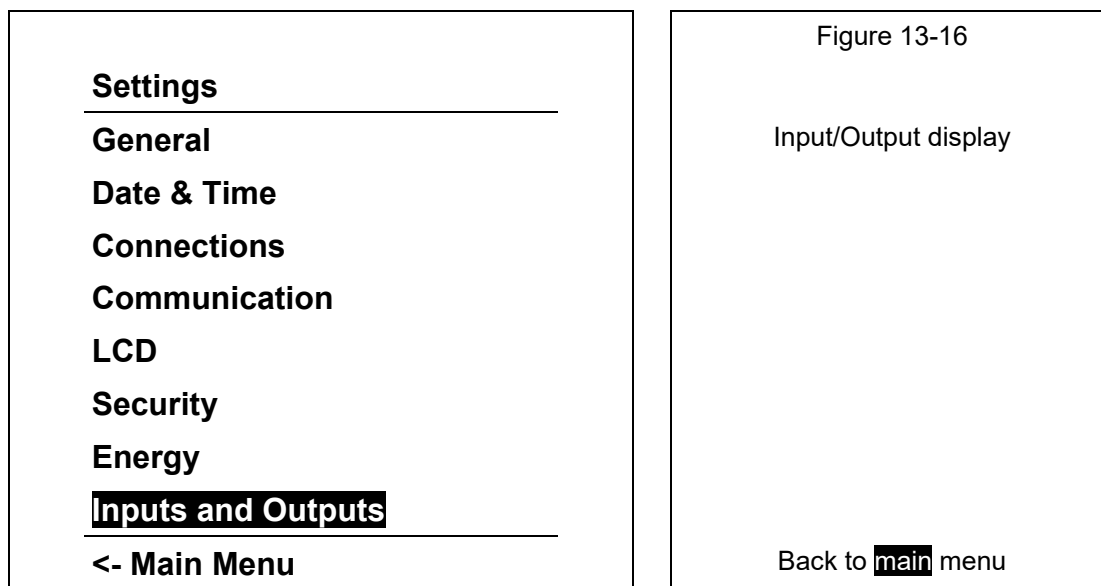 Settings
General
Date & Time
Connections
Communication
LCD
Security
Energy
Inputs and Outputs
<- Main Menu
Figure 13-16
Input/Output display
Back to main menu